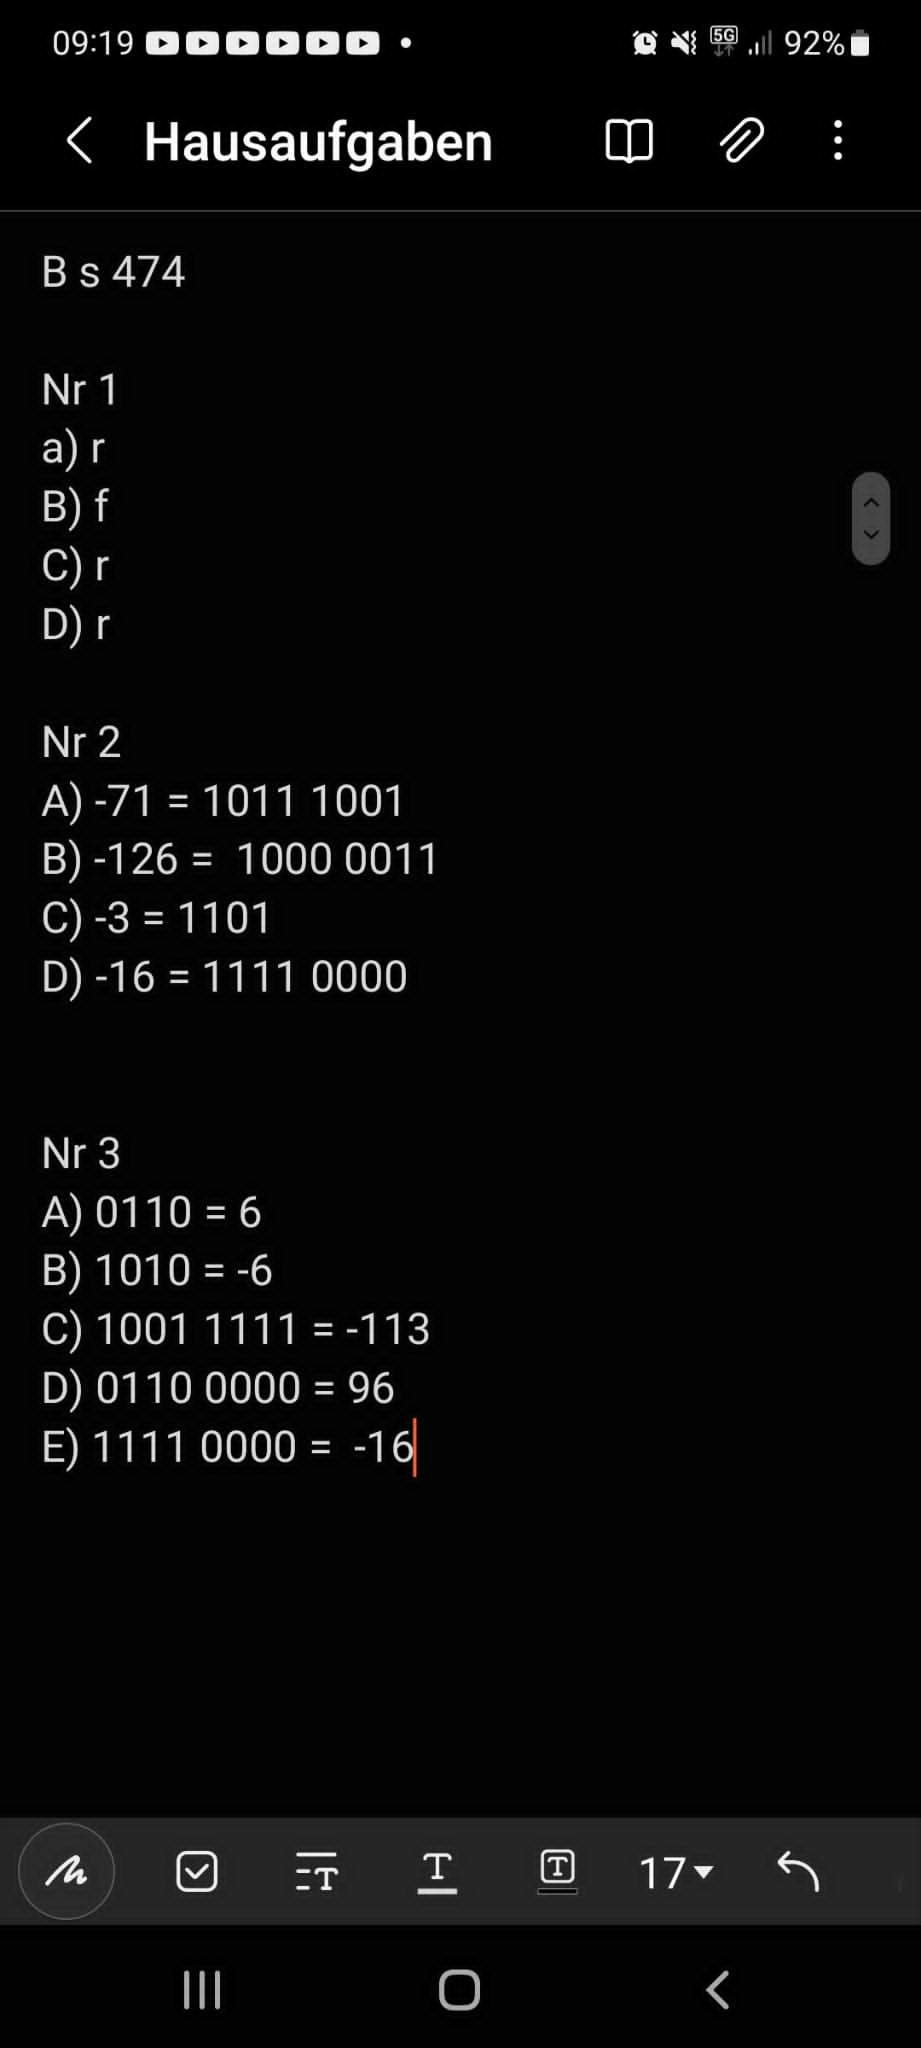 09:19 5G 92%
Hausaufgaben
B s 474
Nr 1
a) r
B) f
C) r
D) r
Nr 2
A) -71 = 1011 1001
B) -126 =  1000 0011
C) -3 = 1101
D) -16 = 1111 0000
Nr 3
A) 0110 = 6
B) 1010 = -6
C) 1001 1111 = -113
D) 0110 0000 = 96
E) 1111 0000 =  -16
T T T 17